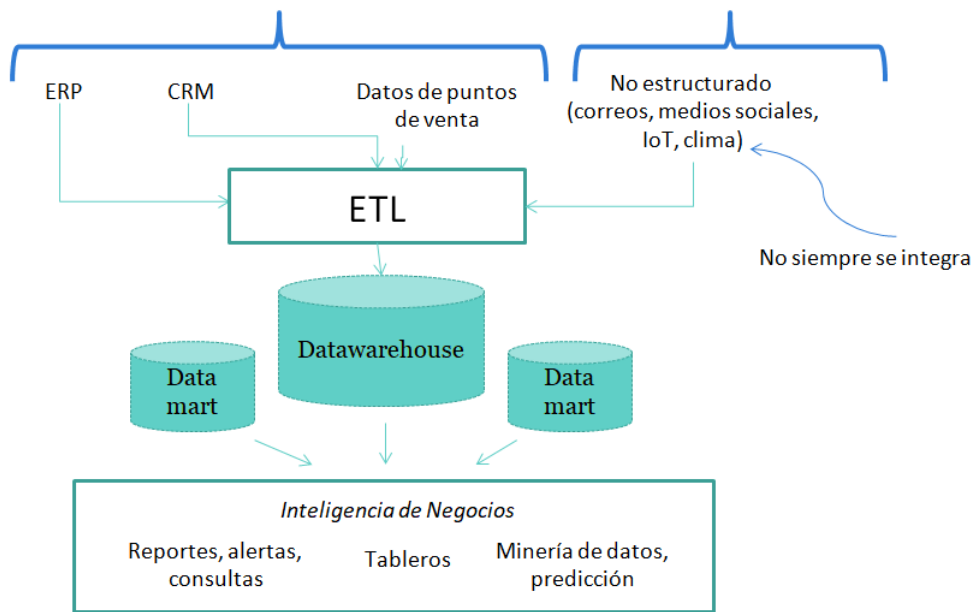 ERP
CRM
Datos de puntos
de venta
No estructurado
(correos, medios sociales,
IoT, clima)
ETL
No siempre se integra
Datawarehouse
Data
mart
Data
mart
Inteligencia de Negocios
Reportes, alertas,
consultas
Tableros
Minería de datos,
predicción